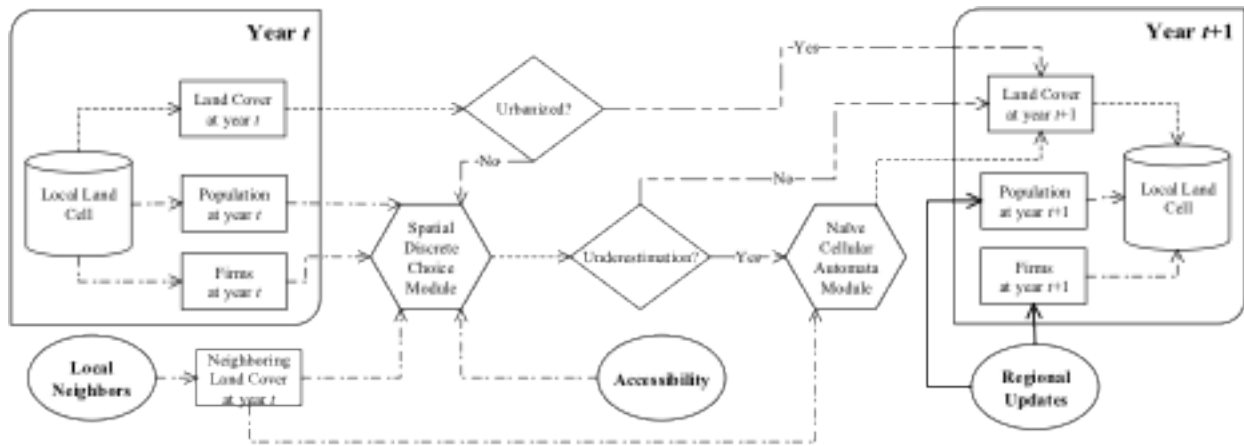 Year t
Year t+1
Land Cover
at year t
Urbanized?
Yes
Land Cover
at year t+1
No
Local Land
Cell
Population
at year t
Spatial
Discrete
Choice
Module
No
Underestimation?
Yes
Naïve
Cellular
Automata
Module
Population
at year t+1
Local Land
Cell
Firms
at year t
Firms
at year t+1
Local
Neighbors
Neighboring
Land Cover
at year t
Accessibility
Regional
Updates